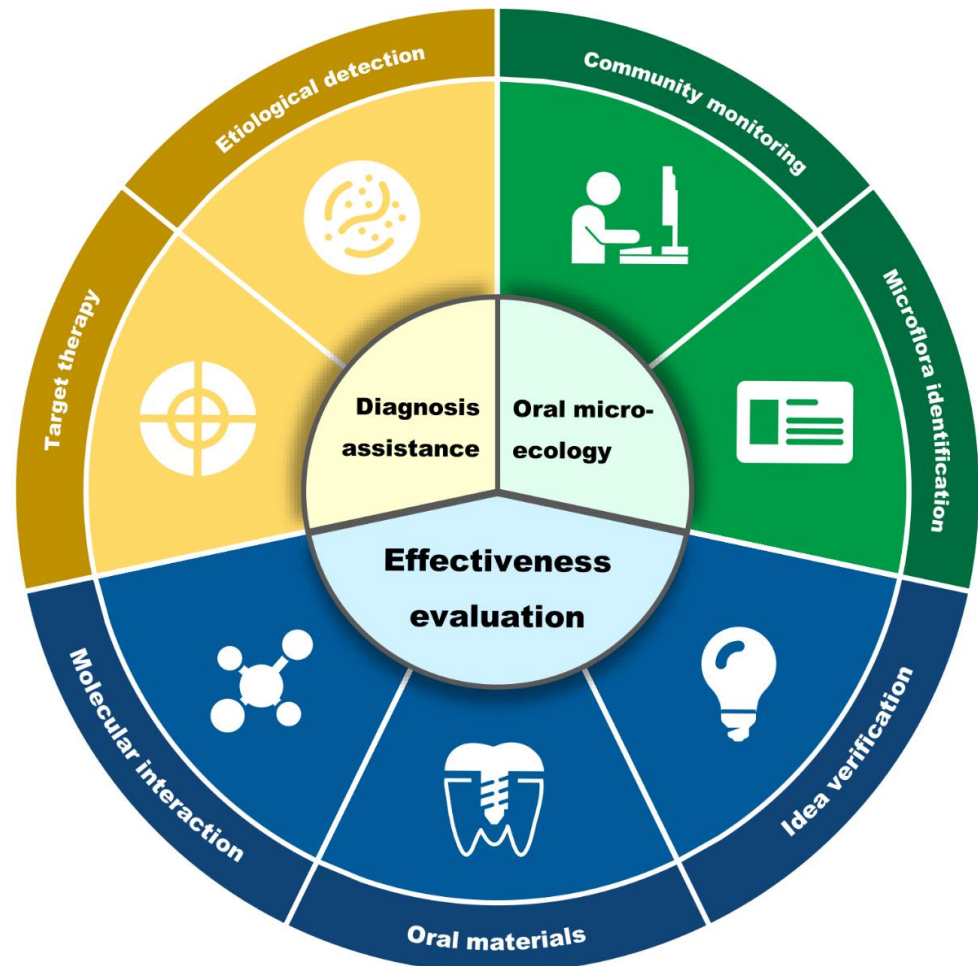 Etiological detection
Community monitoring
Target therapy
Microflora identification
Diagnosis
assistance
Oral micro-
ecology
Effectiveness
evaluation
Molecular interaction
Oral materials
Idea verification